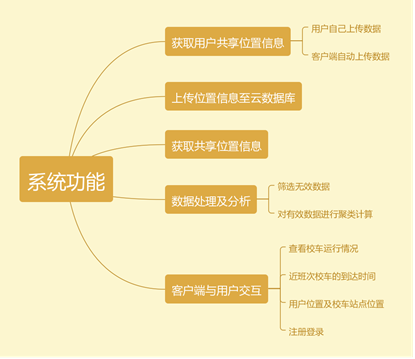 系统功能
获取用户共享位置信息
用户自己上传数据
客户端自动上传数据
上传位置信息至云数据库
获取共享位置信息
数据处理及分析
筛选无效数据
对有效数据进行聚类计算
客户端与用户交互
查看校车运行情况
近班次校车的到达时间
用户位置及校车站点位置
注册登录